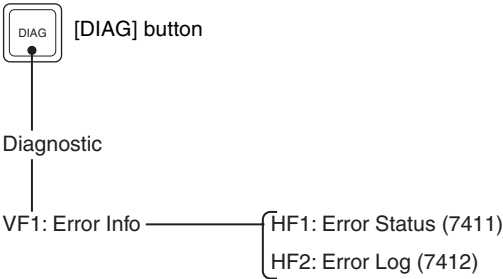 DIAG [DIAG] button
Diagnostic
VF1: Error Info HF1: Error Status (7411)
HF2: Error Log (7412)